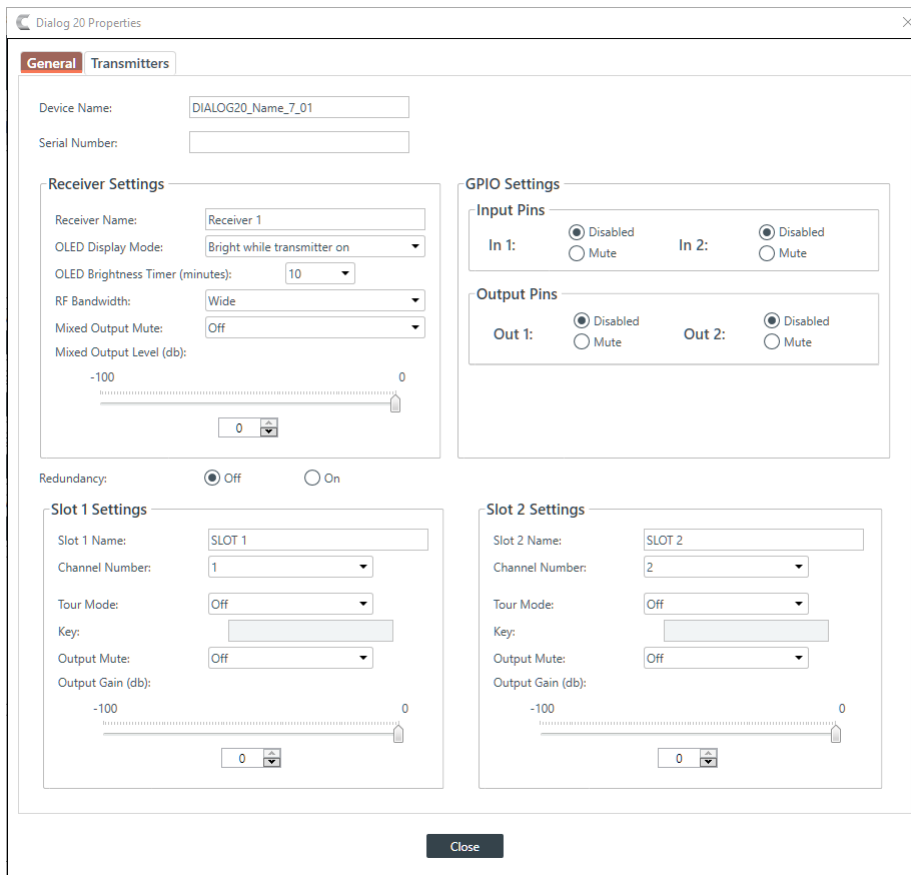 Dialog 20 Properties
General Transmitters
Device Name: DIALOG20_Name_7_01
Serial Number:
Receiver Settings
Receiver Name: Receiver 1
OLED Display Mode: Bright while transmitter on
OLED Brightness Timer (minutes): 10
RF Bandwidth: Wide
Mixed Output Mute: Off
Mixed Output Level (db):
-100 0
0
GPIO Settings
Input Pins
In 1: Disabled Mute In 2: Disabled Mute
Output Pins
Out 1: Disabled Mute Out 2: Disabled Mute
Redundancy: Off On
Slot 1 Settings
Slot 1 Name: SLOT 1
Channel Number: 1
Tour Mode: Off
Key:
Output Mute: Off
Output Gain (db):
-100 0
0
Slot 2 Settings
Slot 2 Name: SLOT 2
Channel Number: 2
Tour Mode: Off
Key:
Output Mute: Off
Output Gain (db):
-100 0
0
Close